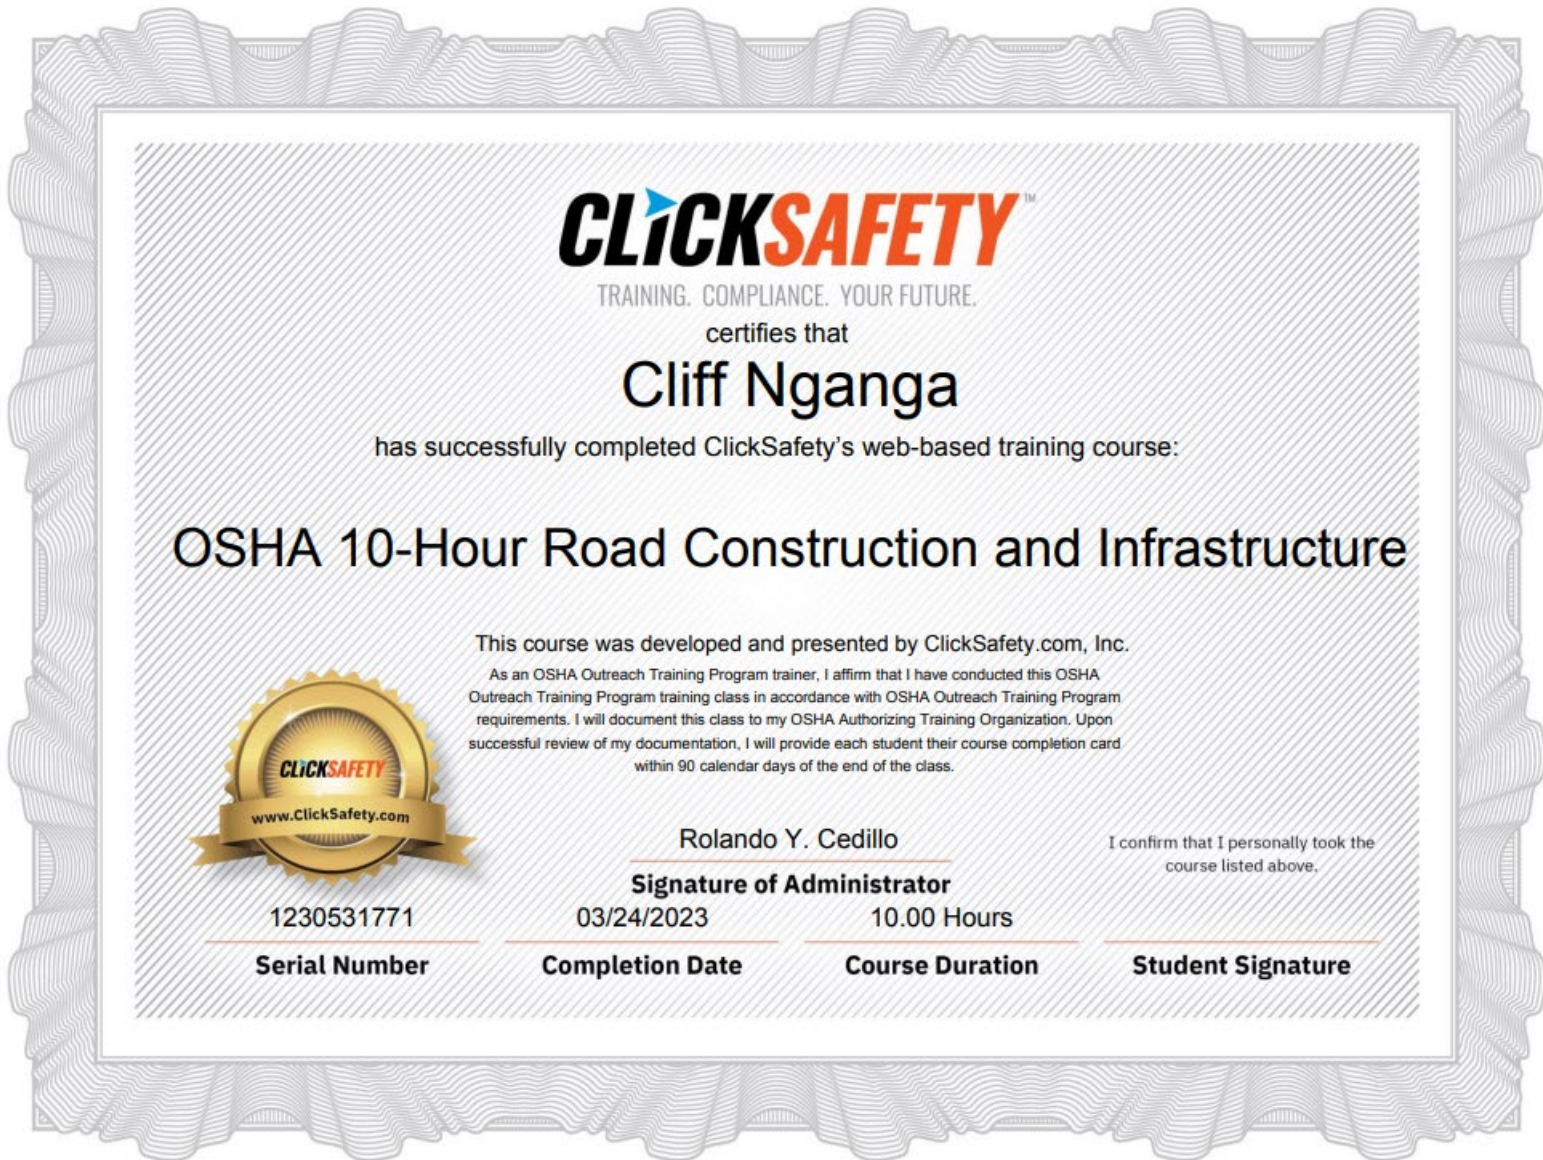 CLICKSAFETY™
TRAINING. COMPLIANCE. YOUR FUTURE.
certifies that
Cliff Nganga
has successfully completed ClickSafety's web-based training course:
OSHA 10-Hour Road Construction and Infrastructure
This course was developed and presented by ClickSafety.com, Inc.
As an OSHA Outreach Training Program trainer, I affirm that I have conducted this OSHA
Outreach Training Program training class in accordance with OSHA Outreach Training Program
requirements. I will document this class to my OSHA Authorizing Training Organization. Upon
successful review of my documentation, I will provide each student their course completion card
within 90 calendar days of the end of the class.
CLICKSAFETY
www.ClickSafety.com
Rolando Y. Cedillo
Signature of Administrator
I confirm that I personally took the
course listed above.
1230531771
Serial Number
03/24/2023
Completion Date
10.00 Hours
Course Duration
Student Signature